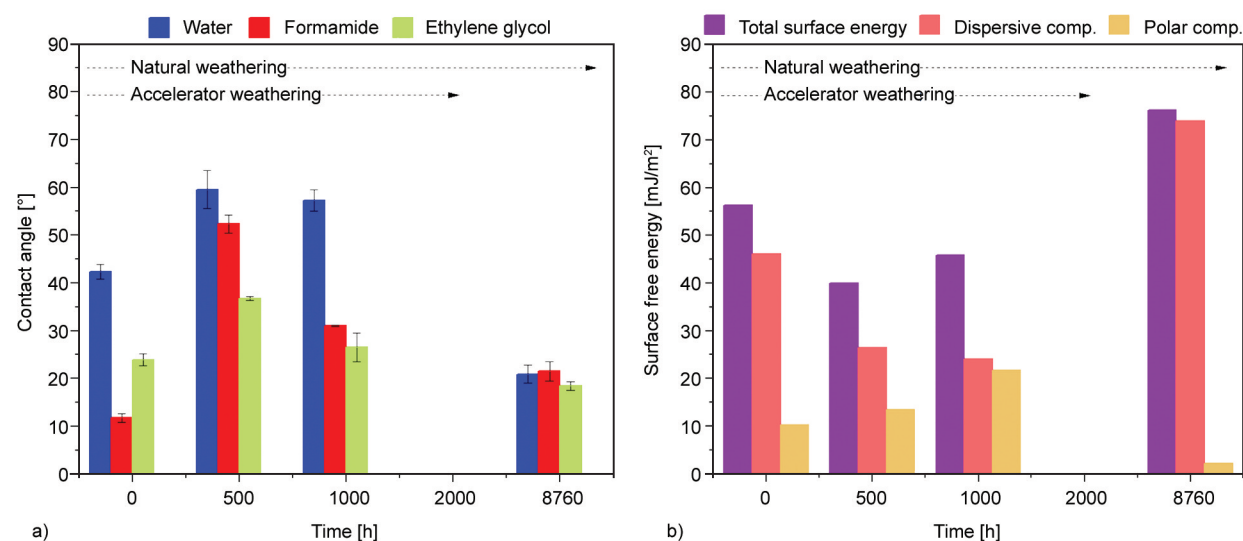 Water Formamide Ethylene glycol
90
80
70
60
50
40
30
20
10
0
Contact angle [°]
Natural weathering
Accelerator weathering
0 500 1000 2000 8760
Time [h]
a)
Total surface energy Dispersive comp. Polar comp.
90
80
70
60
50
40
30
20
10
0
Surface free energy [mJ/m²]
Natural weathering
Accelerator weathering
0 500 1000 2000 8760
Time [h]
b)